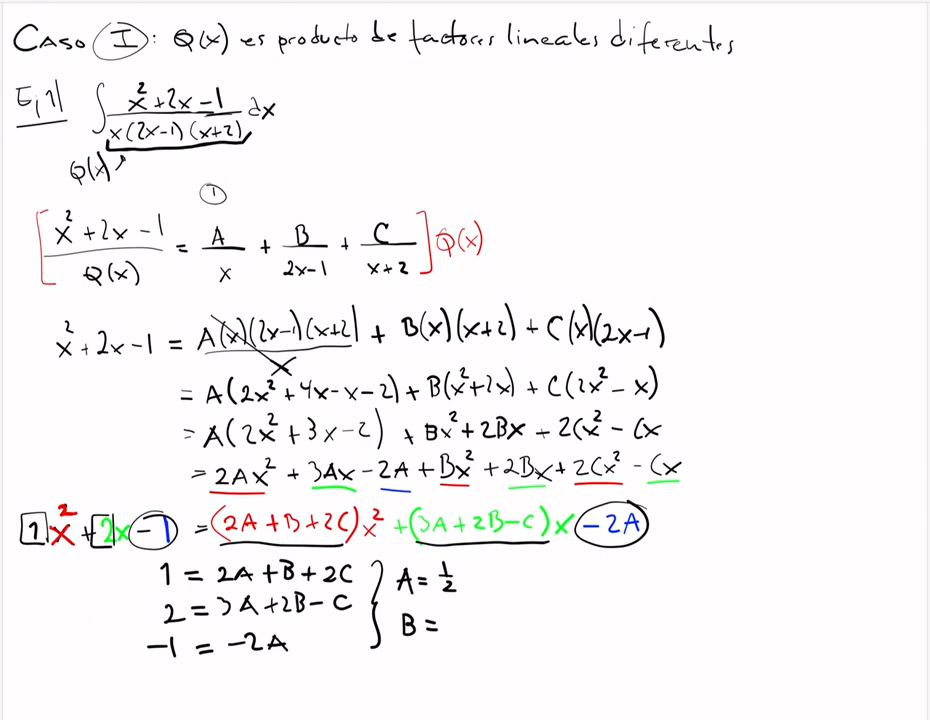 Caso I: Q(x) es producto de factores lineales diferentes
Ej 1) ∫ (x² + 2x - 1) / (x(2x-1)(x+2)) dx
Q(x)
①
[ (x² + 2x - 1) / Q(x) = A/x + B/(2x-1) + C/(x+2) ] Q(x)
x² + 2x - 1 = A(x)(2x-1)(x+2) / x + B(x)(x+2) + C(x)(2x-1)
= A(2x² + 4x - x - 2) + B(x² + 2x) + C(2x² - x)
= A(2x² + 3x - 2) + Bx² + 2Bx + 2Cx² - Cx
= 2Ax² + 3Ax - 2A + Bx² + 2Bx + 2Cx² - Cx
1x² + 2x - 1 = (2A + B + 2C)x² + (3A + 2B - C)x - 2A
1 = 2A + B + 2C } A = 1/2
2 = 3A + 2B - C
B =
-1 = -2A